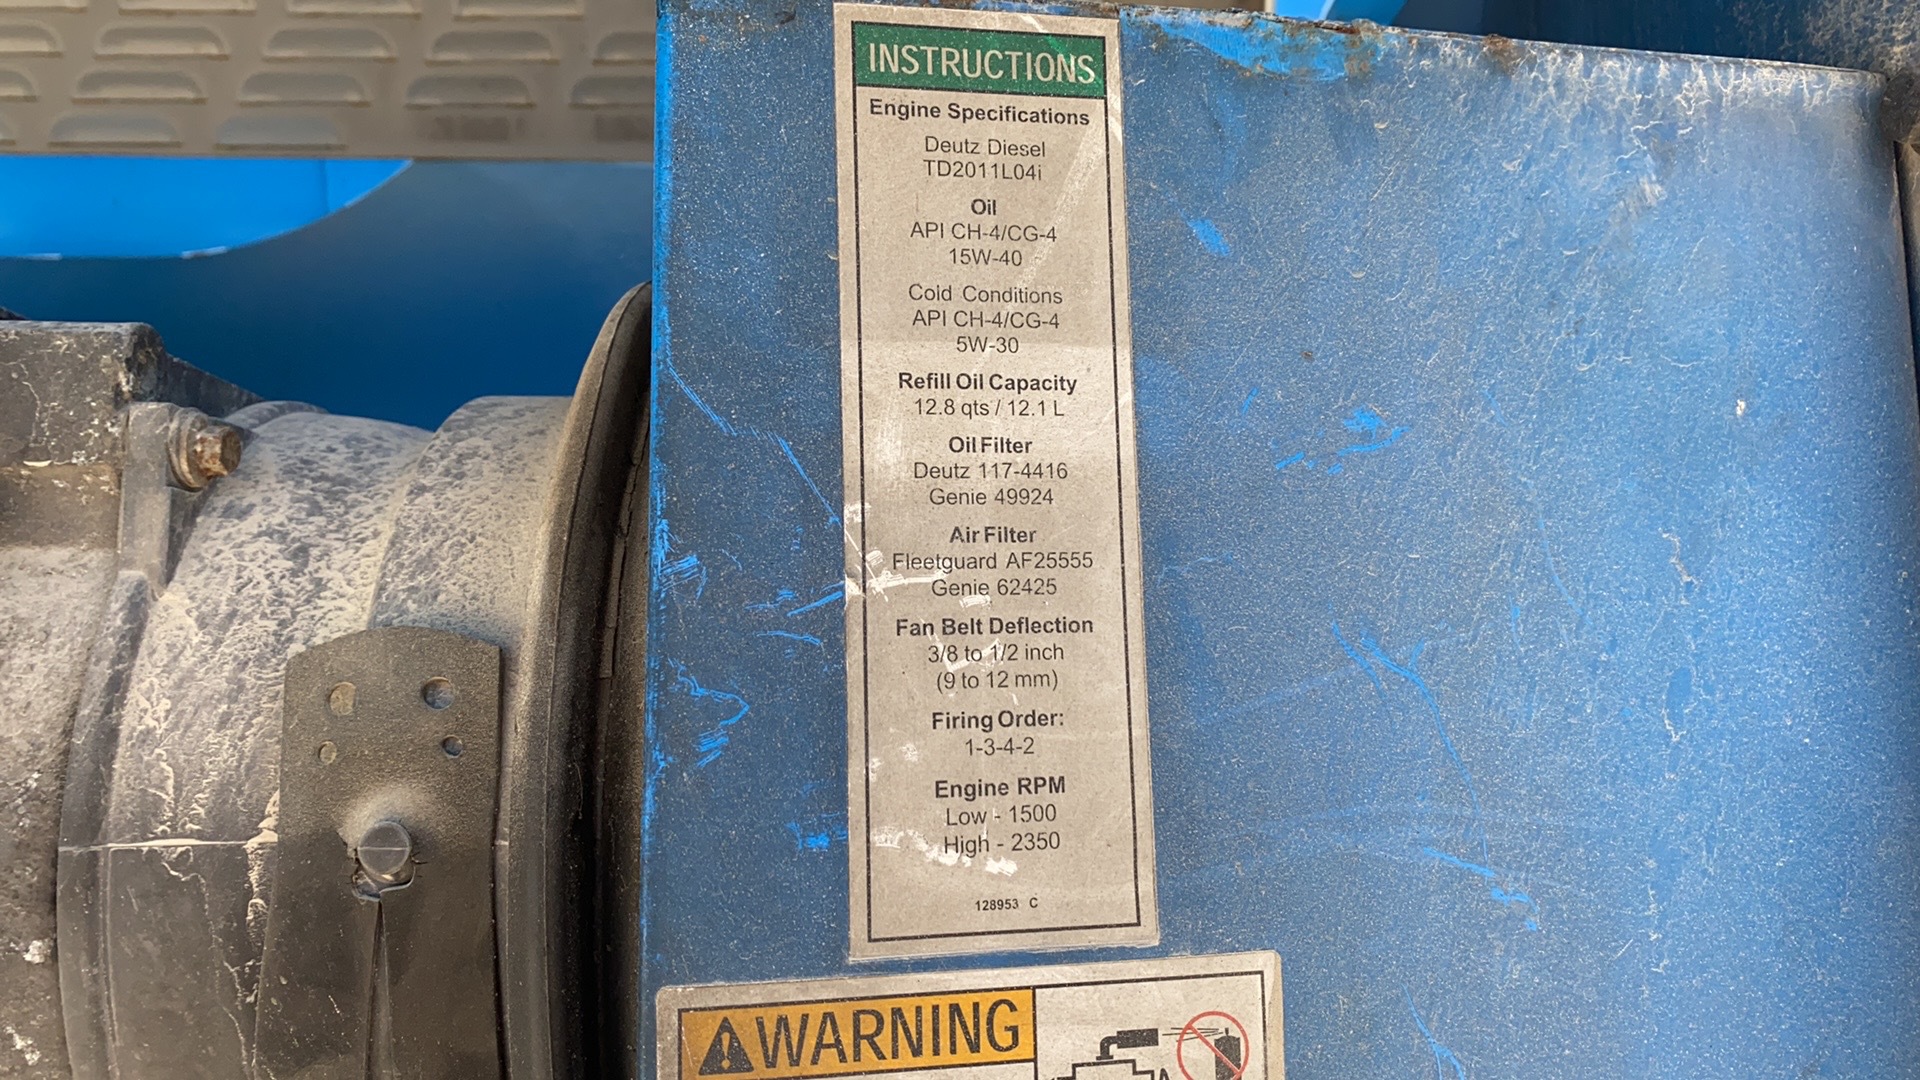 INSTRUCTIONS
Engine Specifications
Deutz Diesel
TD2011L04i
Oil
API CH-4/CG-4
15W-40
Cold Conditions
API CH-4/CG-4
5W-30
Refill Oil Capacity
12.8 qts / 12.1 L
Oil Filter
Deutz 117-4416
Genie 49924
Air Filter
Fleetguard AF25555
Genie 62425
Fan Belt Deflection
3/8 to 1/2 inch
(9 to 12 mm)
Firing Order:
1-3-4-2
Engine RPM
Low - 1500
High - 2350
128953 C
WARNING